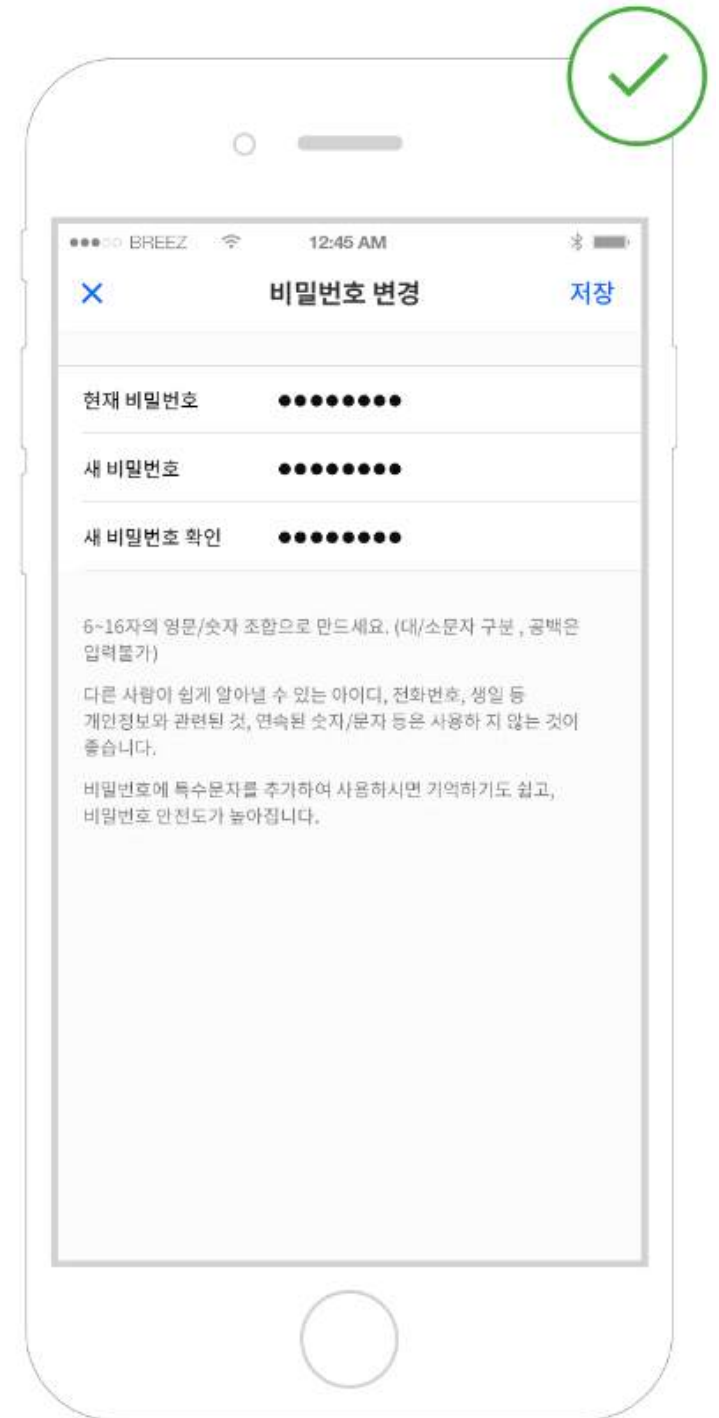 BREEZ 12:45 AM
비밀번호 변경 저장
현재 비밀번호 ●●●●●●●●
새 비밀번호 ●●●●●●●●
새 비밀번호 확인 ●●●●●●●●
6~16자의 영문/숫자 조합으로 만드세요. (대/소문자 구분 , 공백은
입력불가)
다른 사람이 쉽게 알아낼 수 있는 아이디, 전화번호, 생일 등
개인정보와 관련된 것, 연속된 숫자/문자 등은 사용하 지 않는 것이
좋습니다.
비밀번호에 특수문자를 추가하여 사용하시면 기억하기도 쉽고,
비밀번호 안전도가 높아집니다.